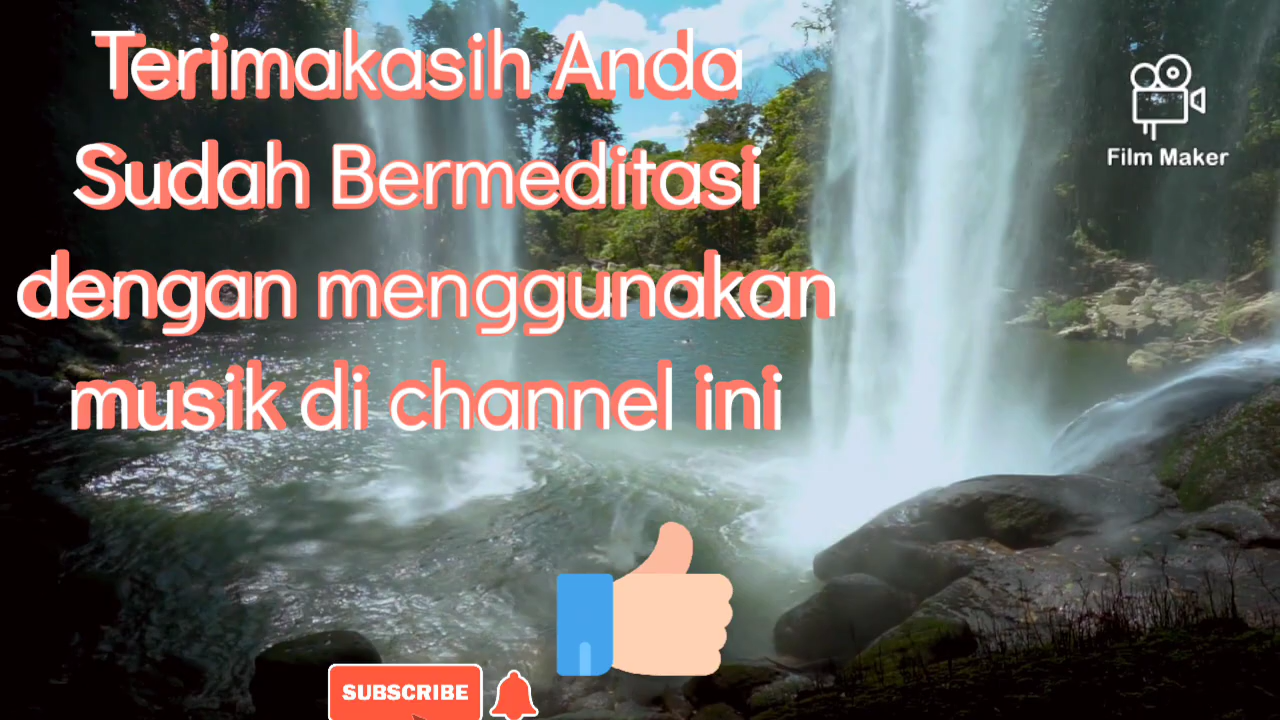 Terimakasih Anda
Sudah Bermeditasi
dengan menggunakan
musik di channel ini
Film Maker
SUBSCRIBE